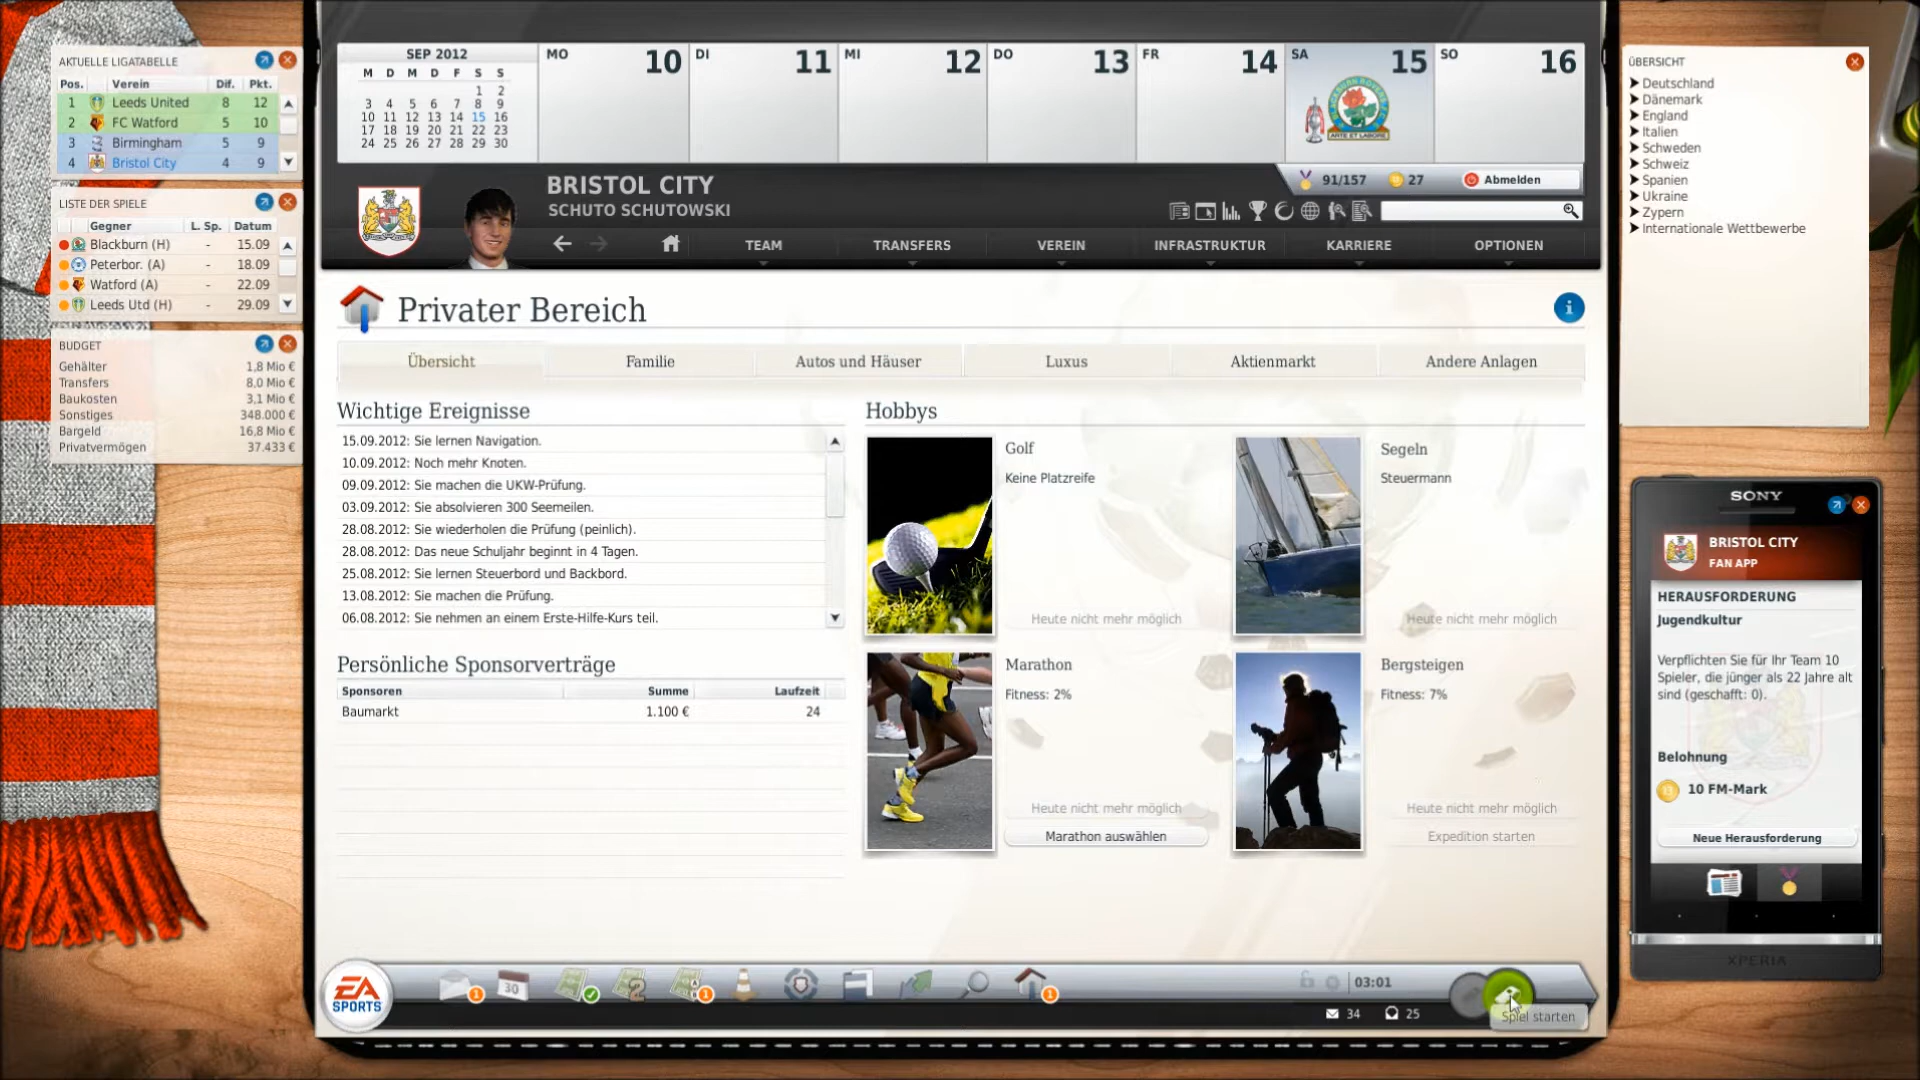 AKTUELLE LIGATABELLE
Pos. Verein Dif. Pkt.
1 Leeds United 8 12
2 FC Watford 5 10
3 Birmingham 5 9
4 Bristol City 4 9
LISTE DER SPIELE
Gegner L. Sp. Datum
Blackburn (H) - 15.09
Peterbor. (A) - 18.09
Watford (A) - 22.09
Leeds Utd (H) - 29.09
BUDGET
Gehälter 1,8 Mio €
Transfers 8,0 Mio €
Baukosten 3,1 Mio €
Sonstiges 348.000 €
Bargeld 16,8 Mio €
Privatvermögen 37.433 €
SEP 2012
M D M D F S S
1 2
3 4 5 6 7 8 9
10 11 12 13 14 15 16
17 18 19 20 21 22 23
24 25 26 27 28 29 30
MO 10 DI 11 MI 12 DO 13 FR 14 SA 15 SO 16
91/157 27 Abmelden
BRISTOL CITY
SCHUTO SCHUTOWSKI
TEAM TRANSFERS VEREIN INFRASTRUKTUR KARRIERE OPTIONEN
Privater Bereich
Übersicht Familie Autos und Häuser Luxus Aktienmarkt Andere Anlagen
Wichtige Ereignisse
15.09.2012: Sie lernen Navigation.
10.09.2012: Noch mehr Knoten.
09.09.2012: Sie machen die UKW-Prüfung.
03.09.2012: Sie absolvieren 300 Seemeilen.
28.08.2012: Sie wiederholen die Prüfung (peinlich).
28.08.2012: Das neue Schuljahr beginnt in 4 Tagen.
25.08.2012: Sie lernen Steuerbord und Backbord.
13.08.2012: Sie machen die Prüfung.
06.08.2012: Sie nehmen an einem Erste-Hilfe-Kurs teil.
Persönliche Sponsorverträge
Sponsoren Summe Laufzeit
Baumarkt 1.100 € 24
Hobbys
Golf
Keine Platzreife
Heute nicht mehr möglich
Segeln
Steuermann
Heute nicht mehr möglich
Marathon
Fitness: 2%
Heute nicht mehr möglich
Marathon auswählen
Bergsteigen
Fitness: 7%
Heute nicht mehr möglich
Expedition starten
EA
SPORTS
1
30
2
1
1
03:01
34 25
Spiel starten
ÜBERSICHT
Deutschland
Dänemark
England
Italien
Schweden
Schweiz
Spanien
Ukraine
Zypern
Internationale Wettbewerbe
SONY
BRISTOL CITY
FAN APP
HERAUSFORDERUNG
Jugendkultur
Verpflichten Sie für Ihr Team 10
Spieler, die jünger als 22 Jahre alt
sind (geschafft: 0).
Belohnung
10 FM-Mark
Neue Herausforderung
XPERIA